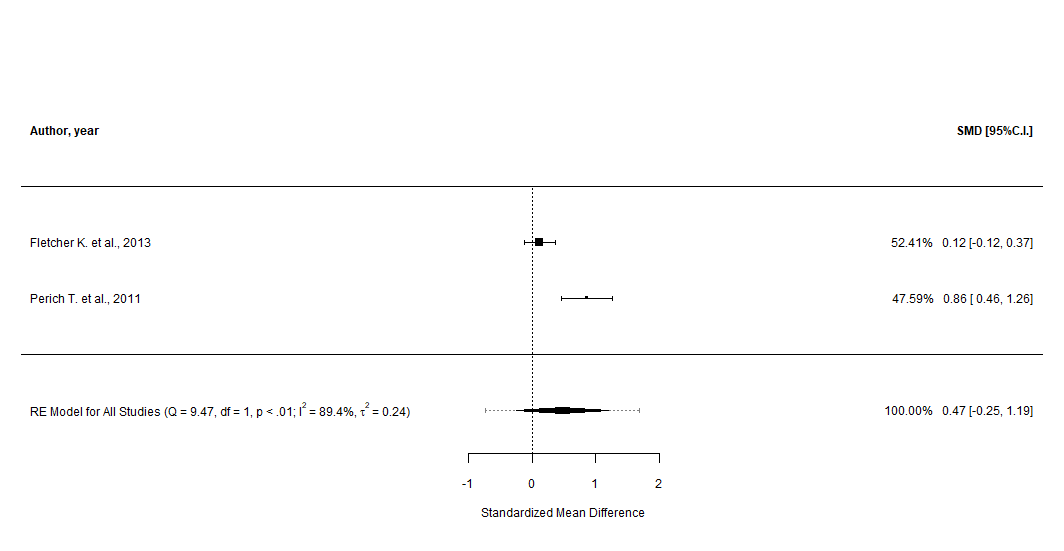 Author, year SMD [95%C.I.]
Fletcher K. et al., 2013 52.41% 0.12 [-0.12, 0.37]
Perich T. et al., 2011 47.59% 0.86 [ 0.46, 1.26]
RE Model for All Studies (Q = 9.47, df = 1, p < .01; I² = 89.4%, τ² = 0.24) 100.00% 0.47 [-0.25, 1.19]
-1 0 1 2
Standardized Mean Difference